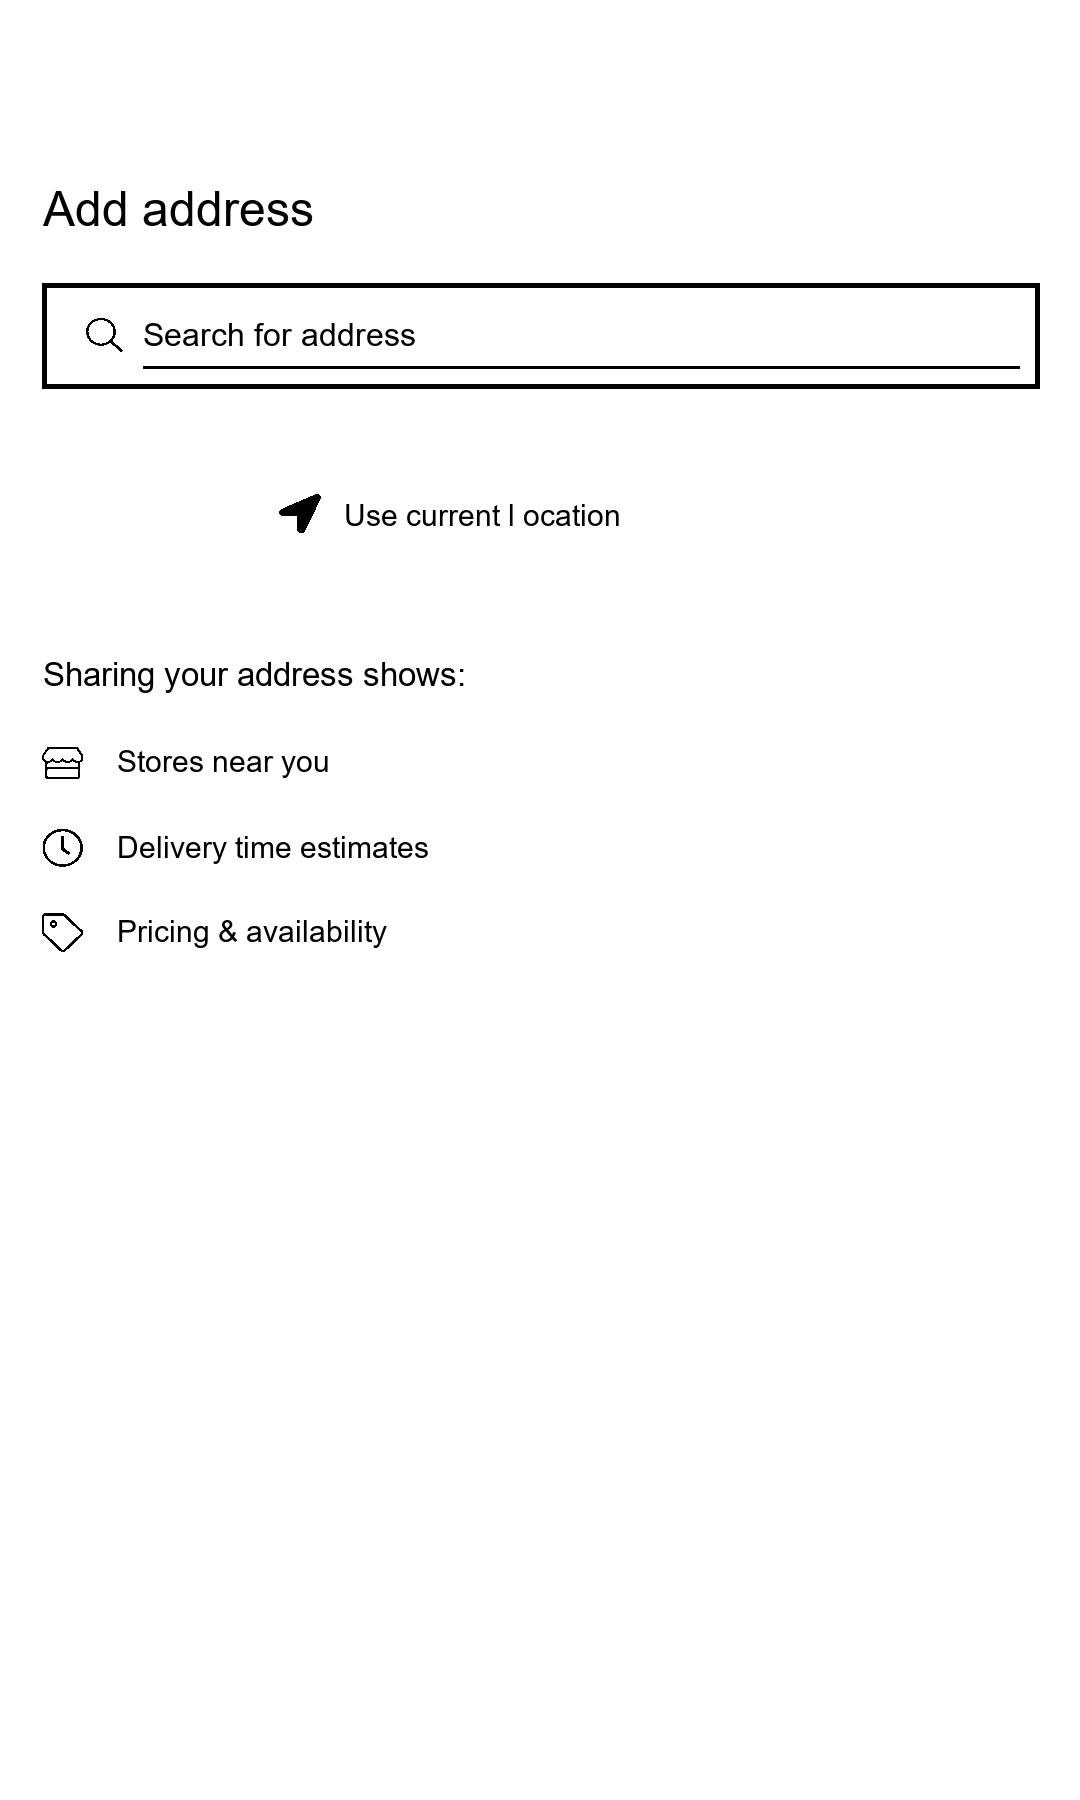 Add address
Search for address
Use current l ocation
Sharing your address shows:
Stores near you
Delivery time estimates
Pricing & availability